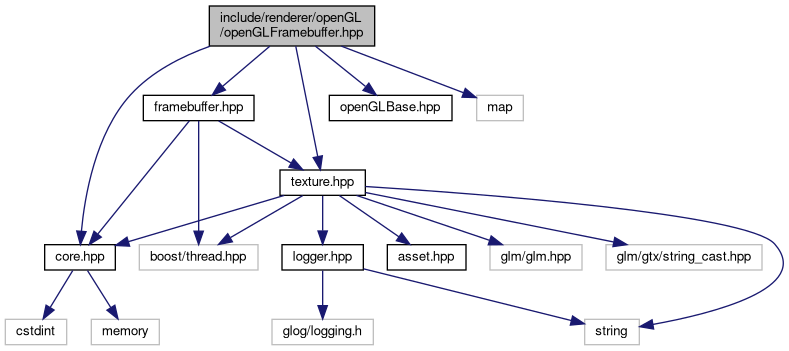 include/renderer/openGL
/openGLFramebuffer.hpp
framebuffer.hpp
openGLBase.hpp
map
texture.hpp
core.hpp
boost/thread.hpp
logger.hpp
asset.hpp
glm/glm.hpp
glm/gtx/string_cast.hpp
cstdint
memory
glog/logging.h
string